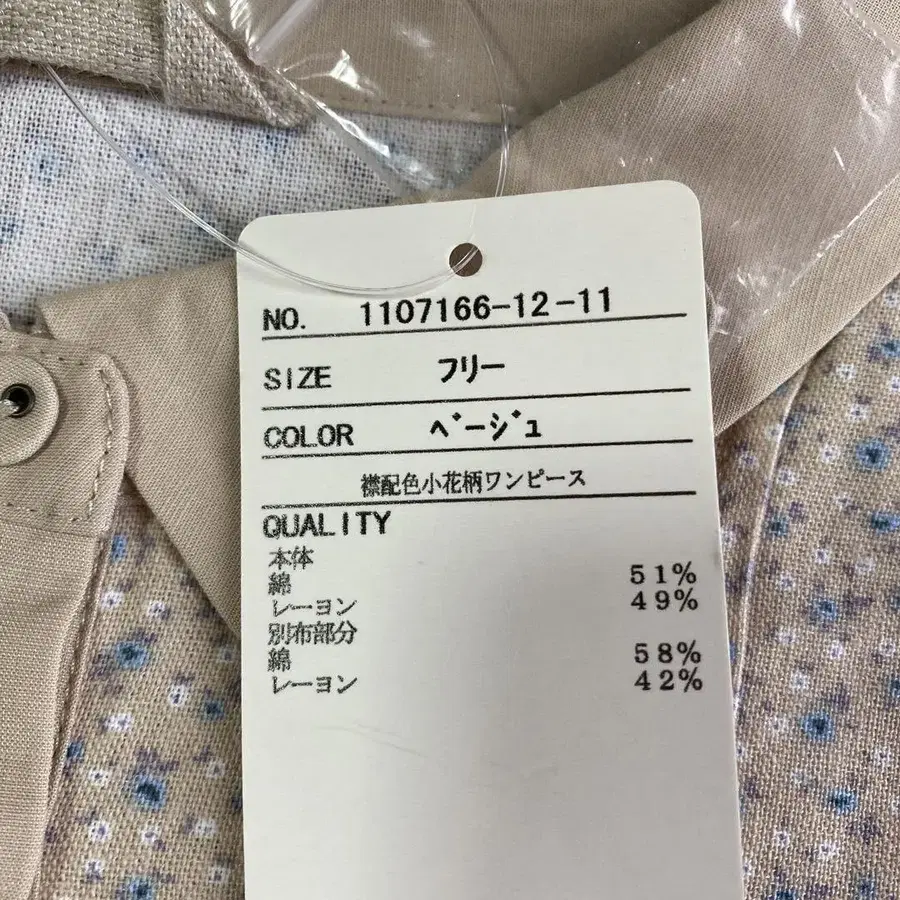 NO. 1107166-12-11
SIZE フリー
COLOR ベージュ
襟配色小花柄ワンピース
QUALITY
本体
綿 51%
レーヨン 49%
別布部分
綿 58%
レーヨン 42%